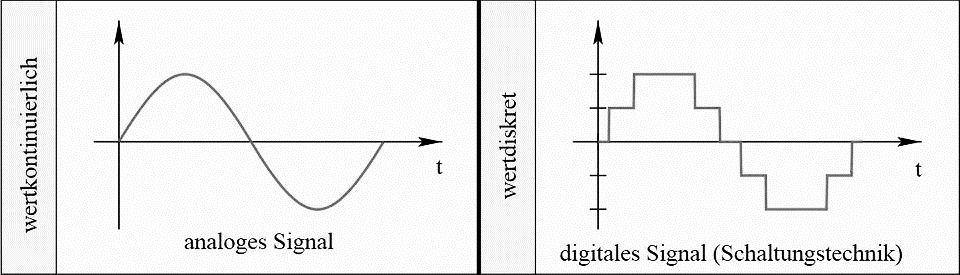 wertkontinuierlich
t
analoges Signal
wertdiskret
t
digitales Signal (Schaltungstechnik)